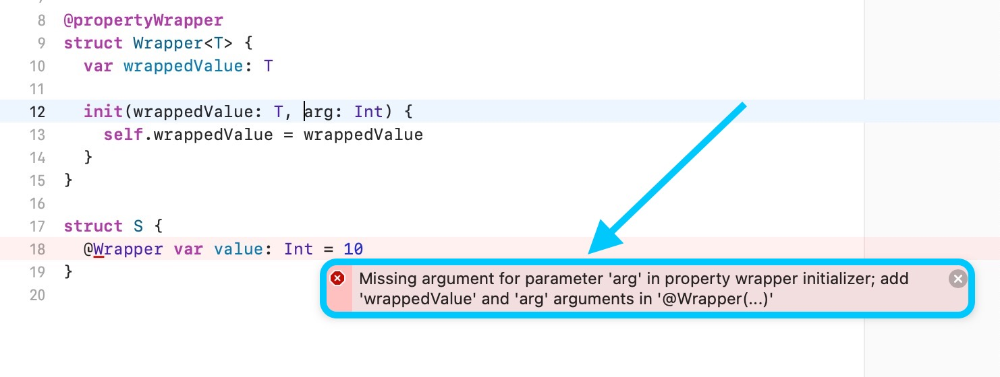 8 @propertyWrapper
9 struct Wrapper<T> {
10 var wrappedValue: T
11
12 init(wrappedValue: T, arg: Int) {
13 self.wrappedValue = wrappedValue
14 }
15 }
16
17 struct S {
18 @Wrapper var value: Int = 10
19 }
Missing argument for parameter 'arg' in property wrapper initializer; add
'wrappedValue' and 'arg' arguments in '@Wrapper(...)'
20